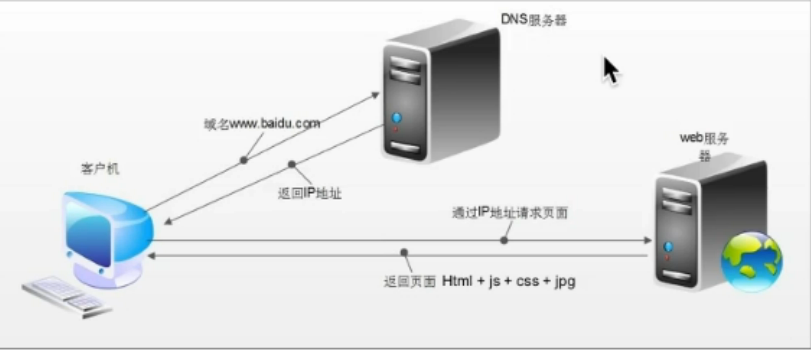 DNS服务器
域名www.baidu.com
web服务
器
客户机
返回IP地址
通过IP地址请求页面
返回页面 Html + js + css + jpg